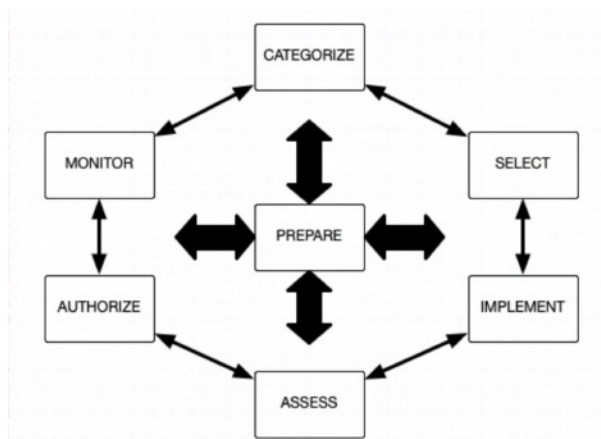 CATEGORIZE
MONITOR
SELECT
PREPARE
AUTHORIZE
IMPLEMENT
ASSESS